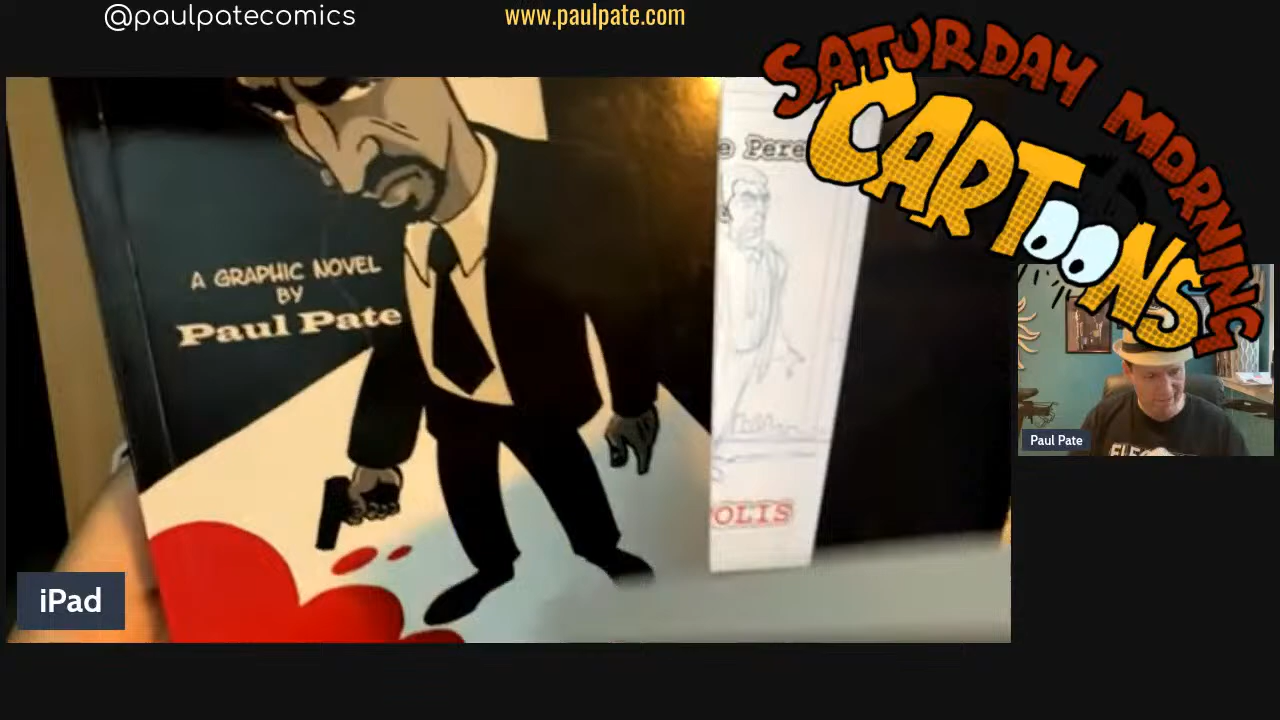 @paulpatecomics
www.paulpate.com
SATURDAY MORNING
CARTOONS
A GRAPHIC NOVEL
BY
Paul Pate
e Pere
OLIS
iPad
Paul Pate